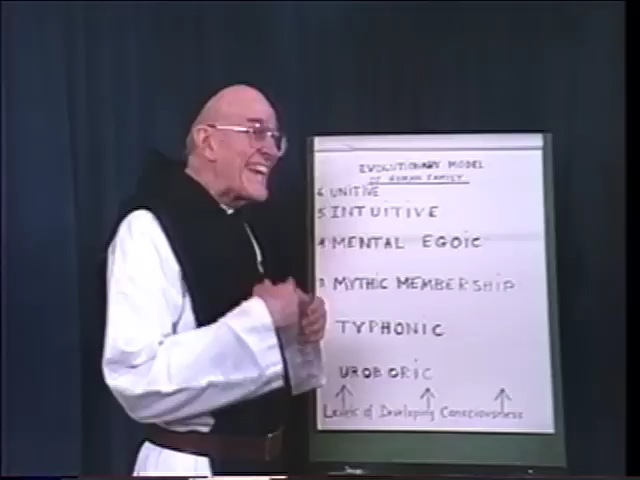 EVOLUTIONARY MODEL
OF HUMAN FAMILY
6 UNITIVE
5 INTUITIVE
4 MENTAL EGOIC
3 MYTHIC MEMBERSHIP
TYPHONIC
UROBORIC
Levels of Developing Consciousness